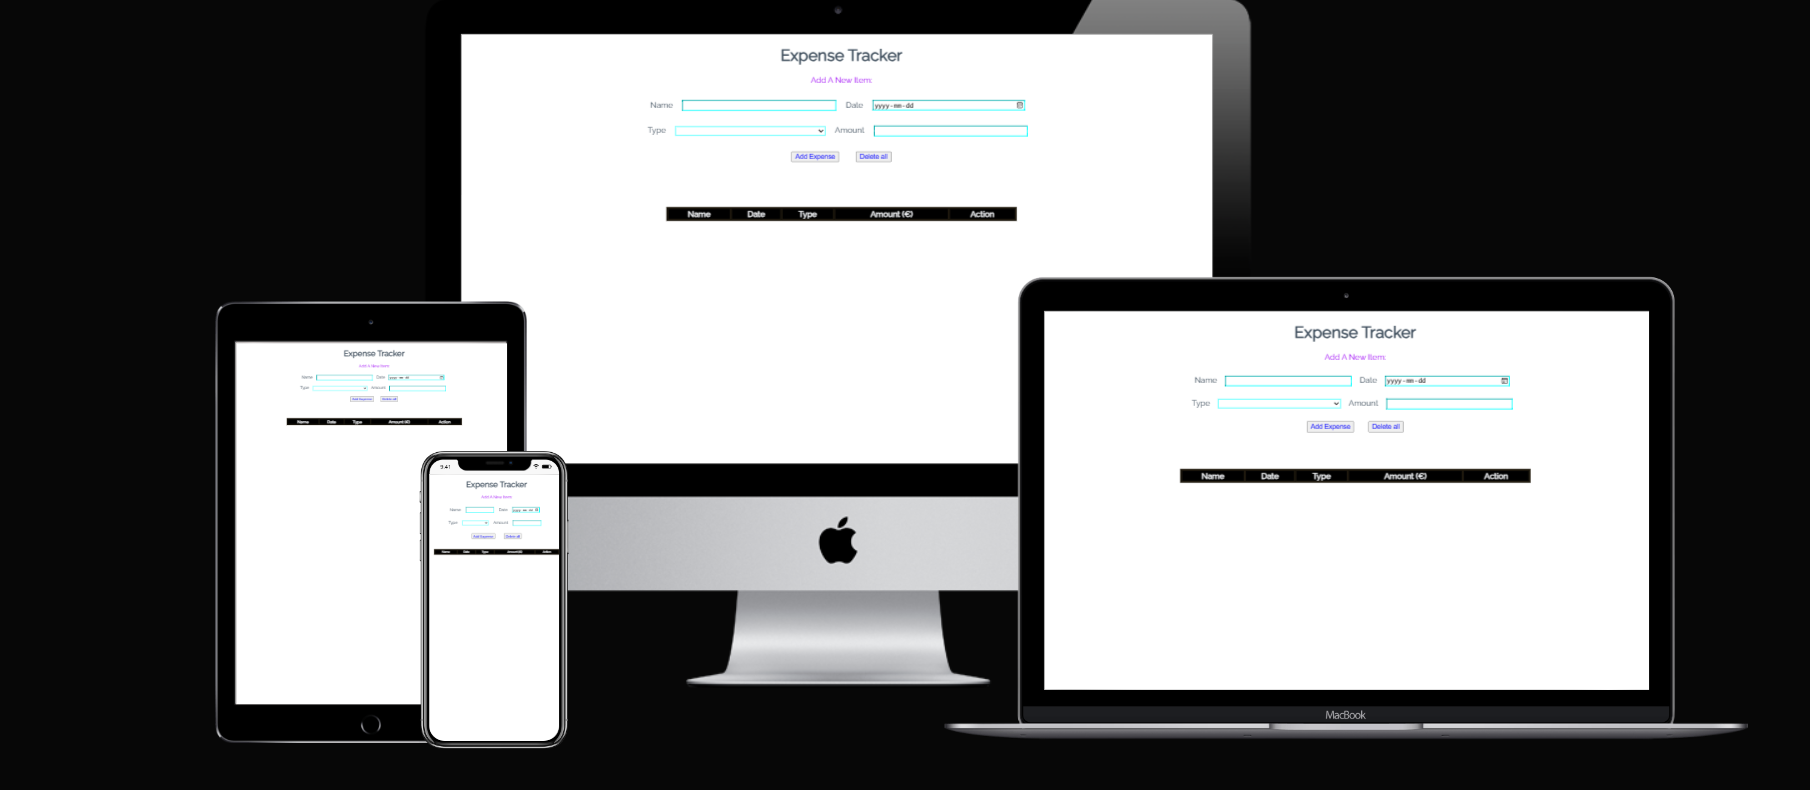 Expense Tracker
Add A New Item:
Name Date yyyy-mm-dd
Type Amount
Add Expense Delete all
Name Date Type Amount (€) Action
Expense Tracker
Add A New Item:
Name Date yyyy-mm-dd
Type Amount
Add Expense Delete all
Name Date Type Amount (€) Action
MacBook
Expense Tracker
Add A New Item:
Name Date yyyy-mm-dd
Type Amount
Add Expense Delete all
Name Date Type Amount (€) Action
9:41
Expense Tracker
Add A New Item:
Name Date yyyy-mm-dd
Type Amount
Add Expense Delete all
Name Date Type Amount (€) Action